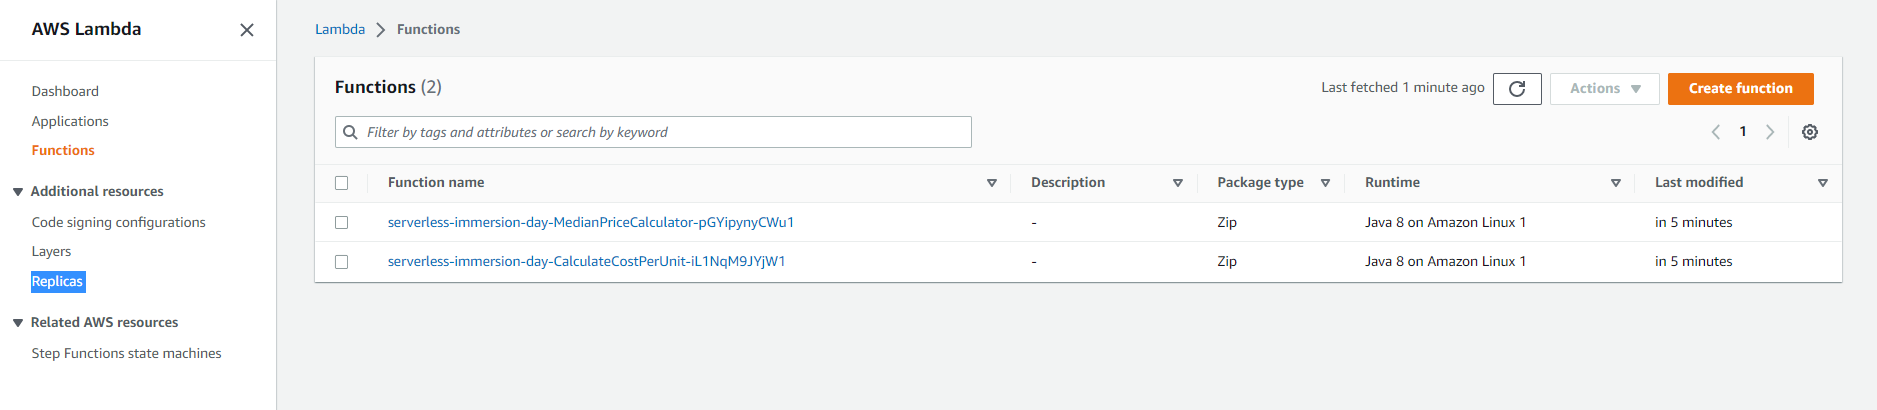 AWS Lambda
Dashboard
Applications
Functions
Additional resources
Code signing configurations
Layers
Replicas
Related AWS resources
Step Functions state machines
Lambda Functions
Functions (2) Last fetched 1 minute ago Actions Create function
Filter by tags and attributes or search by keyword 1
Function name Description Package type Runtime Last modified
serverless-immersion-day-MedianPriceCalculator-pGYipynyCWu1 - Zip Java 8 on Amazon Linux 1 in 5 minutes
serverless-immersion-day-CalculateCostPerUnit-iL1NqM9JYjW1 - Zip Java 8 on Amazon Linux 1 in 5 minutes